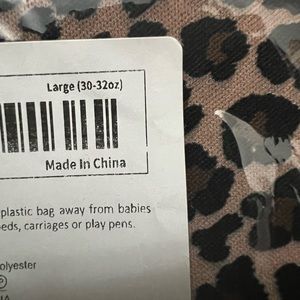 Large (30-32oz)
Made In China
plastic bag away from babies
beds, carriages or play pens.
olyester